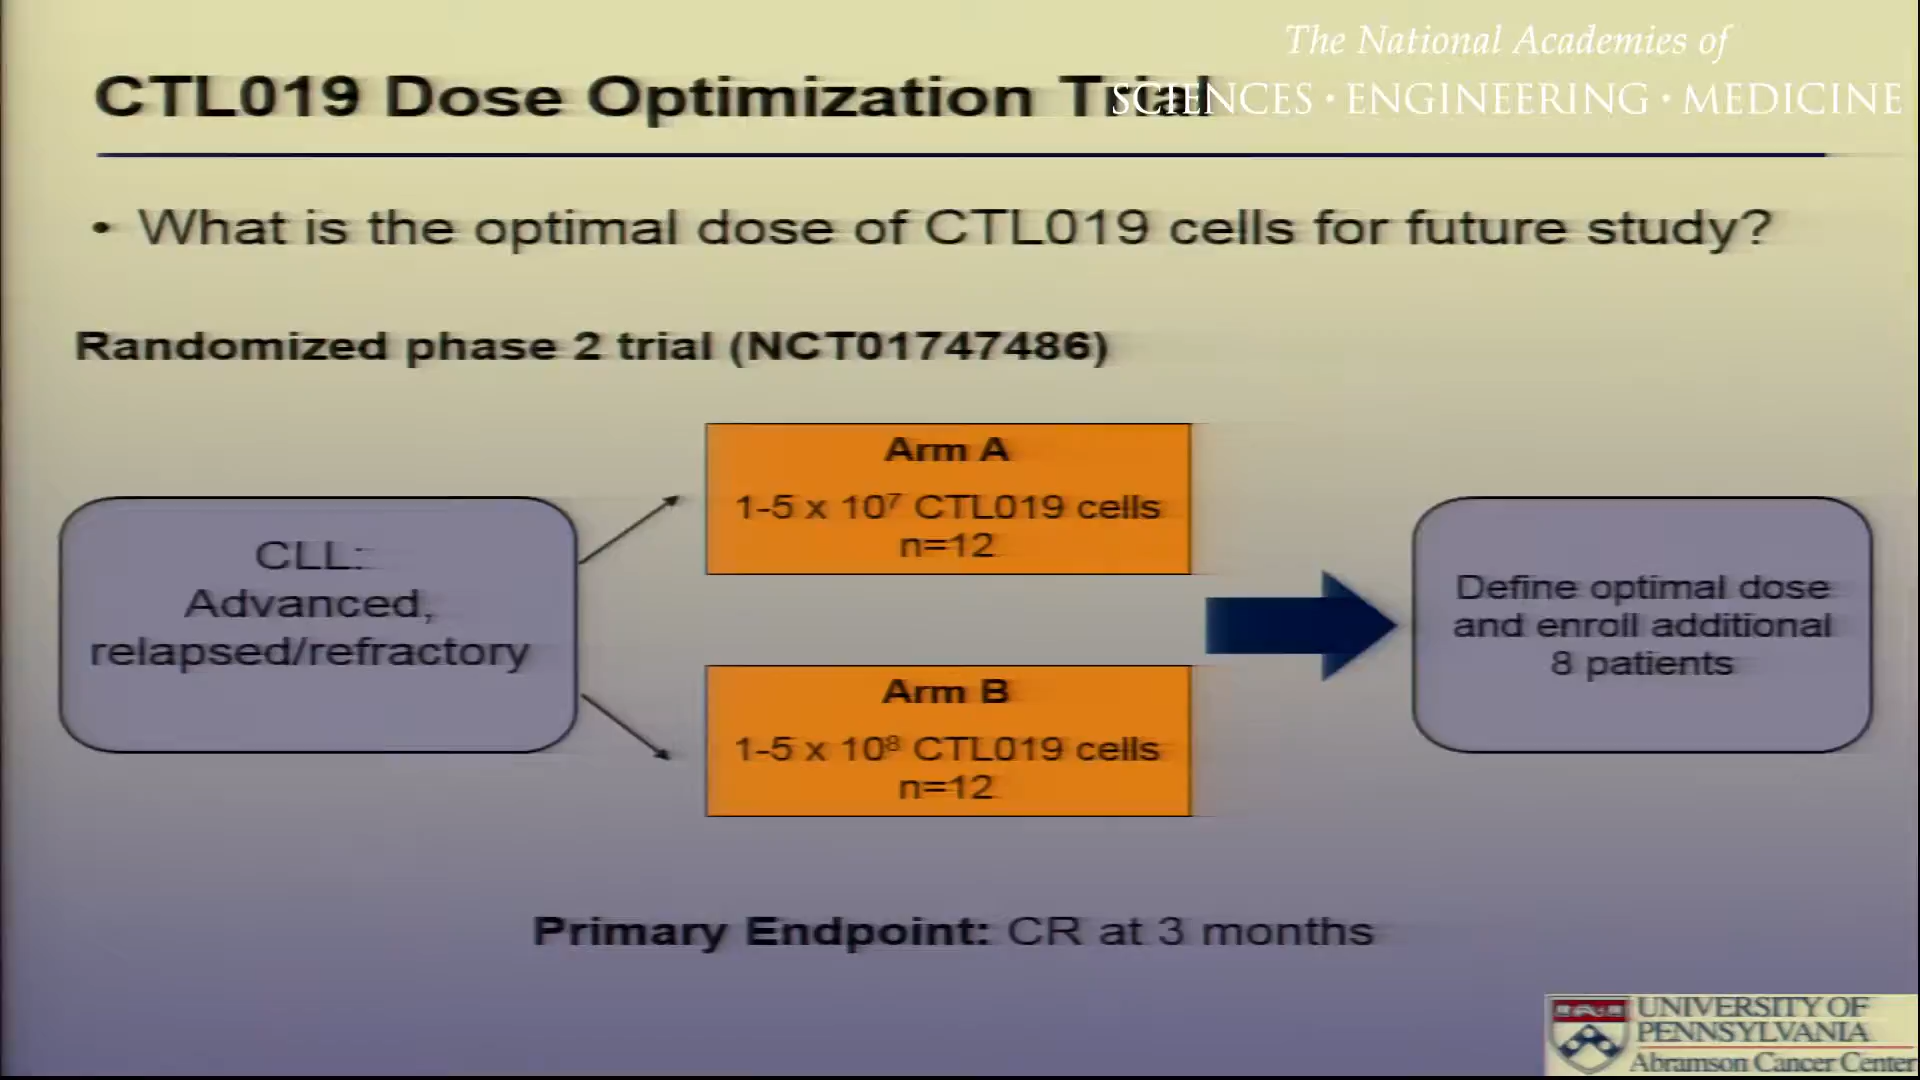 The National Academies of
SCIENCES • ENGINEERING • MEDICINE
CTL019 Dose Optimization Trial
• What is the optimal dose of CTL019 cells for future study?
Randomized phase 2 trial (NCT01747486)
Arm A
1-5 x 10⁷ CTL019 cells
n=12
CLL:
Advanced,
relapsed/refractory
Define optimal dose
and enroll additional
8 patients
Arm B
1-5 x 10⁸ CTL019 cells
n=12
Primary Endpoint: CR at 3 months
UNIVERSITY OF
PENNSYLVANIA
Abramson Cancer Center